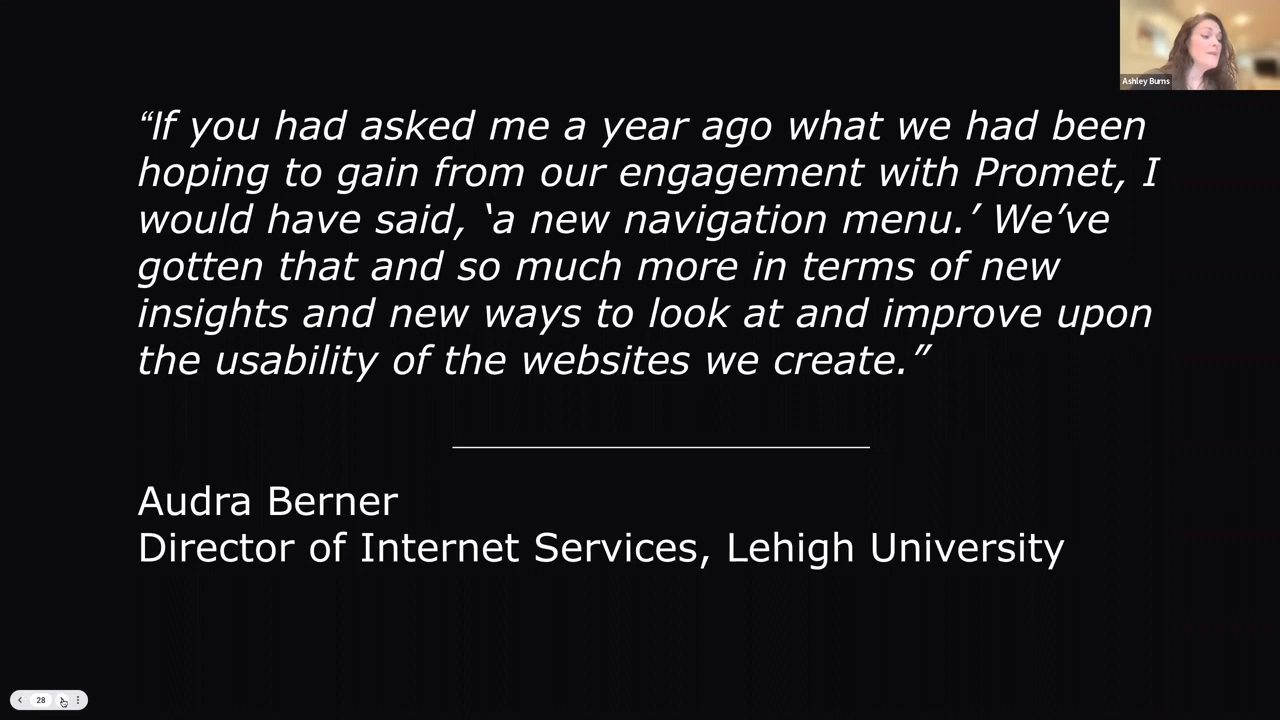 Ashley Burns
“If you had asked me a year ago what we had been
hoping to gain from our engagement with Promet, I
would have said, ‘a new navigation menu.’ We’ve
gotten that and so much more in terms of new
insights and new ways to look at and improve upon
the usability of the websites we create.”
Audra Berner
Director of Internet Services, Lehigh University
28